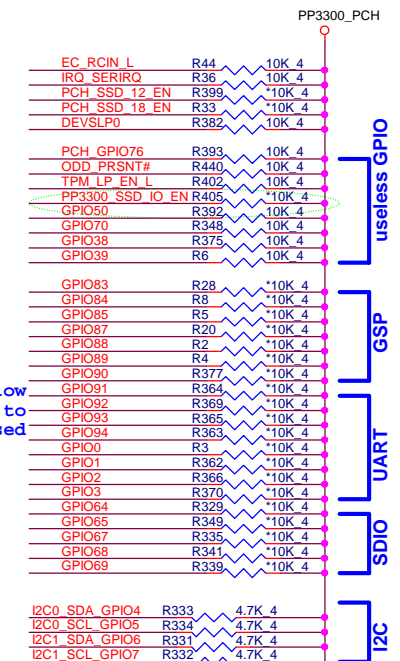 PP3300_PCH
EC_RCIN_L R44 10K_4
IRQ_SERIRQ R36 10K_4
PCH_SSD_12_EN R399 *10K_4
PCH_SSD_18_EN R33 *10K_4
DEVSLP0 R382 10K_4
PCH_GPIO76 R393 10K_4
ODD_PRSNT# R440 10K_4
TPM_LP_EN_L R402 10K_4
PP3300_SSD_IO_EN R405 *10K_4
GPIO50 R392 10K_4
GPIO70 R348 10K_4
GPIO38 R375 10K_4
GPIO39 R6 10K_4
useless GPIO
GPIO83 R28 *10K_4
GPIO84 R8 *10K_4
GPIO85 R5 *10K_4
GPIO87 R20 *10K_4
GPIO88 R2 *10K_4
GPIO89 R4 *10K_4
GPIO90 R377 *10K_4
GSP
GPIO91 R364 *10K_4
GPIO92 R369 *10K_4
GPIO93 R365 *10K_4
GPIO94 R363 *10K_4
GPIO0 R3 *10K_4
GPIO1 R362 *10K_4
GPIO2 R366 *10K_4
GPIO3 R370 *10K_4
UART
GPIO64 R329 *10K_4
GPIO65 R349 *10K_4
GPIO67 R335 *10K_4
GPIO68 R341 *10K_4
GPIO69 R339 *10K_4
SDIO
I2C0_SDA_GPIO4 R333 4.7K_4
I2C0_SCL_GPIO5 R334 4.7K_4
I2C1_SDA_GPIO6 R331 4.7K_4
I2C1_SCL_GPIO7 R332 4.7K_4
I2C
to